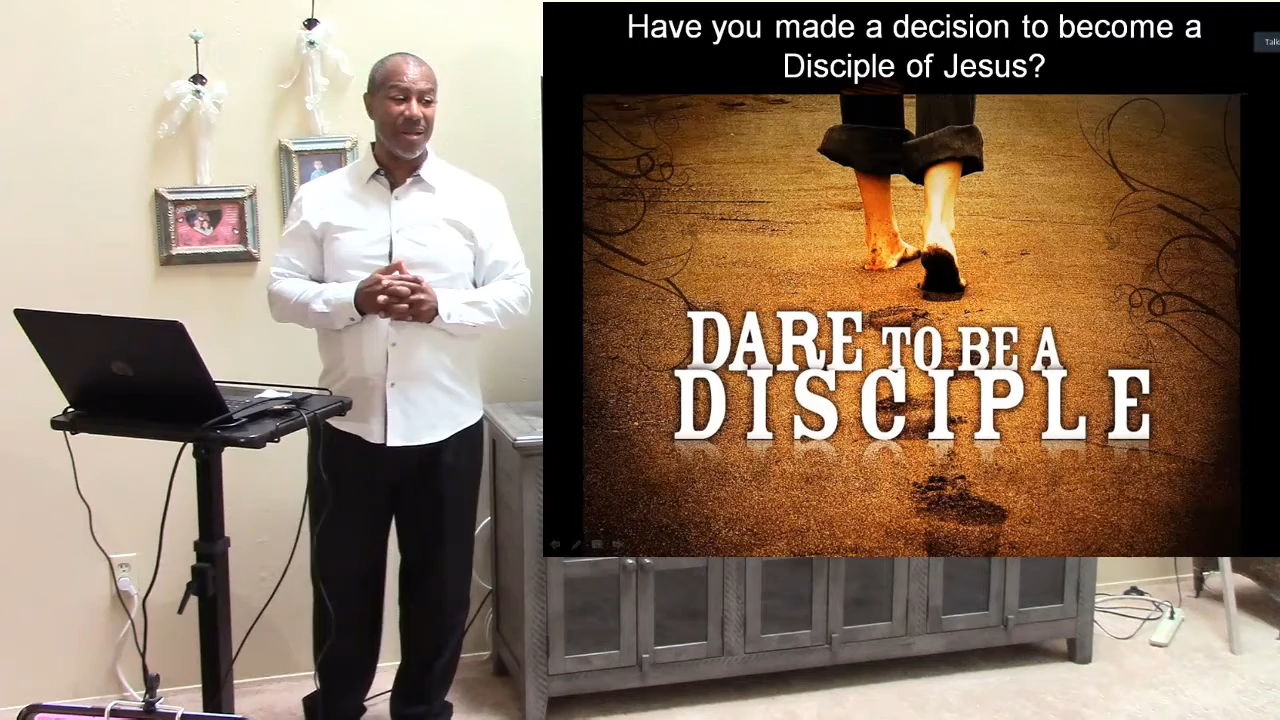 Have you made a decision to become a
Disciple of Jesus?
DARE TO BE A
DISCIPLE